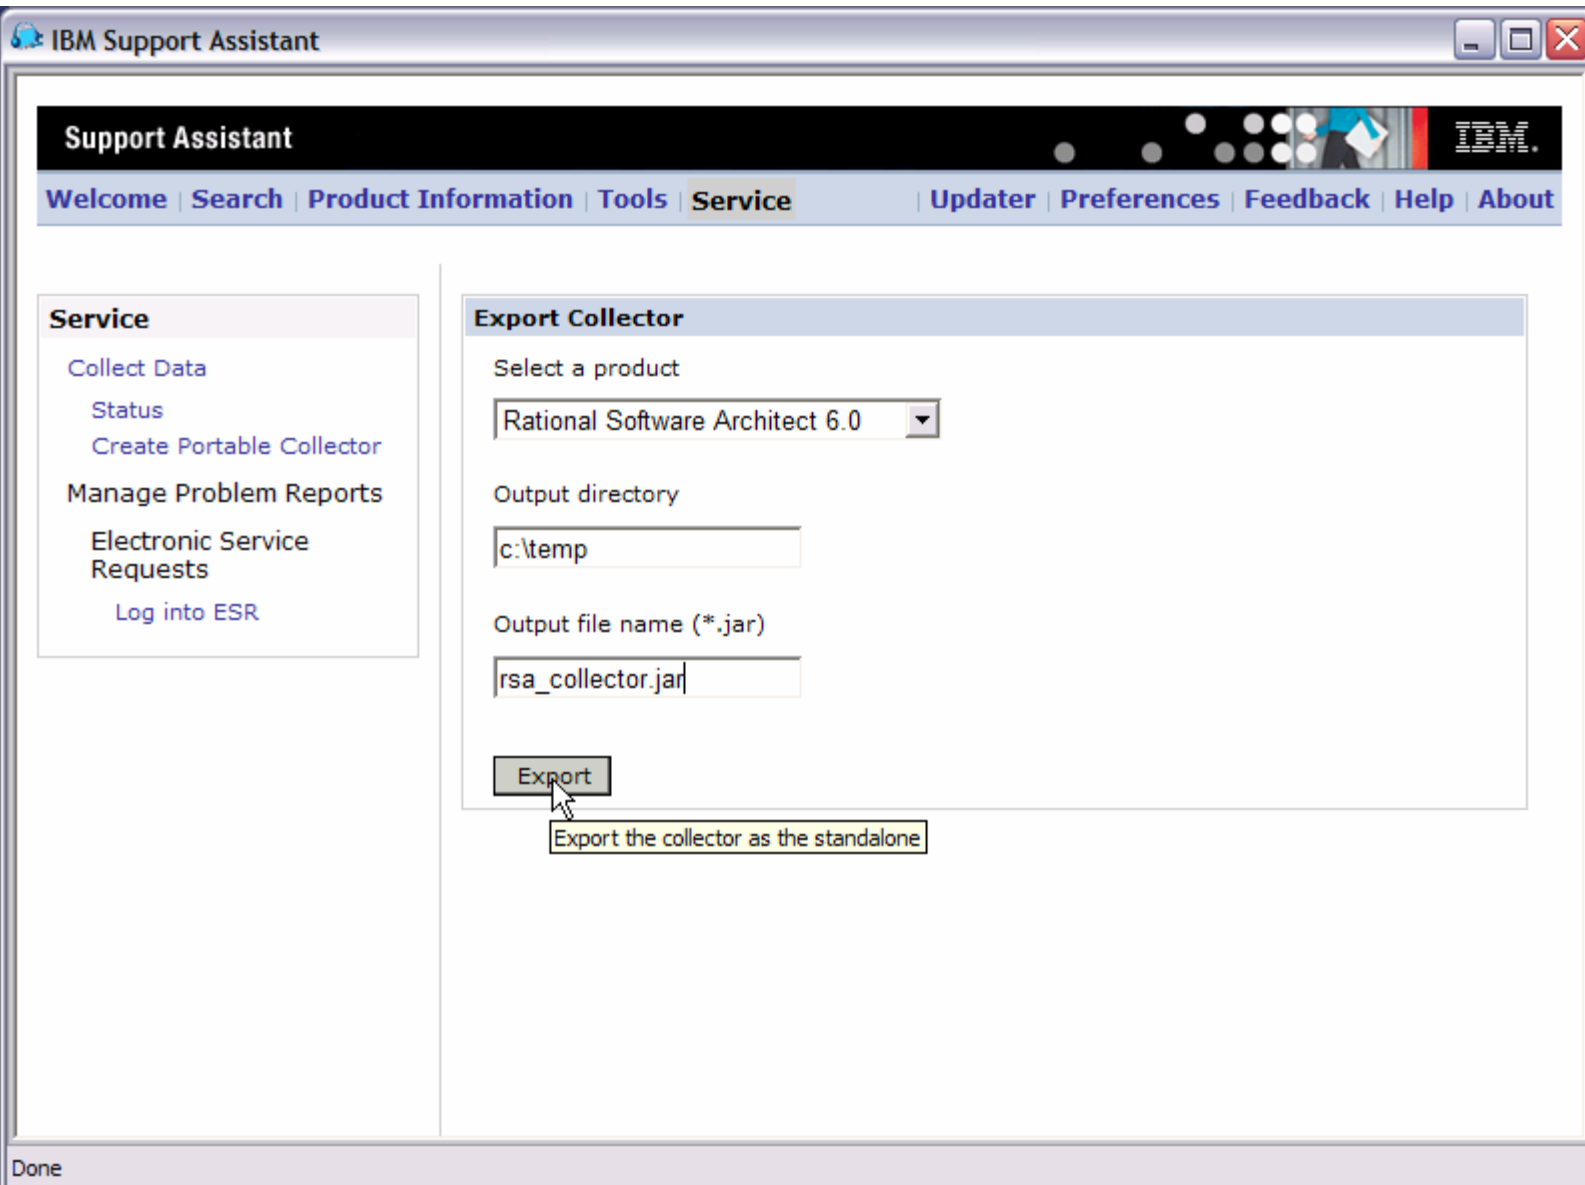 IBM Support Assistant
Support Assistant
IBM.
Welcome | Search | Product Information | Tools | Service | Updater | Preferences | Feedback | Help | About
Service
Collect Data
Status
Create Portable Collector
Manage Problem Reports
Electronic Service
Requests
Log into ESR
Export Collector
Select a product
Rational Software Architect 6.0
Output directory
c:\temp
Output file name (*.jar)
rsa_collector.jar
Export
Export the collector as the standalone
Done